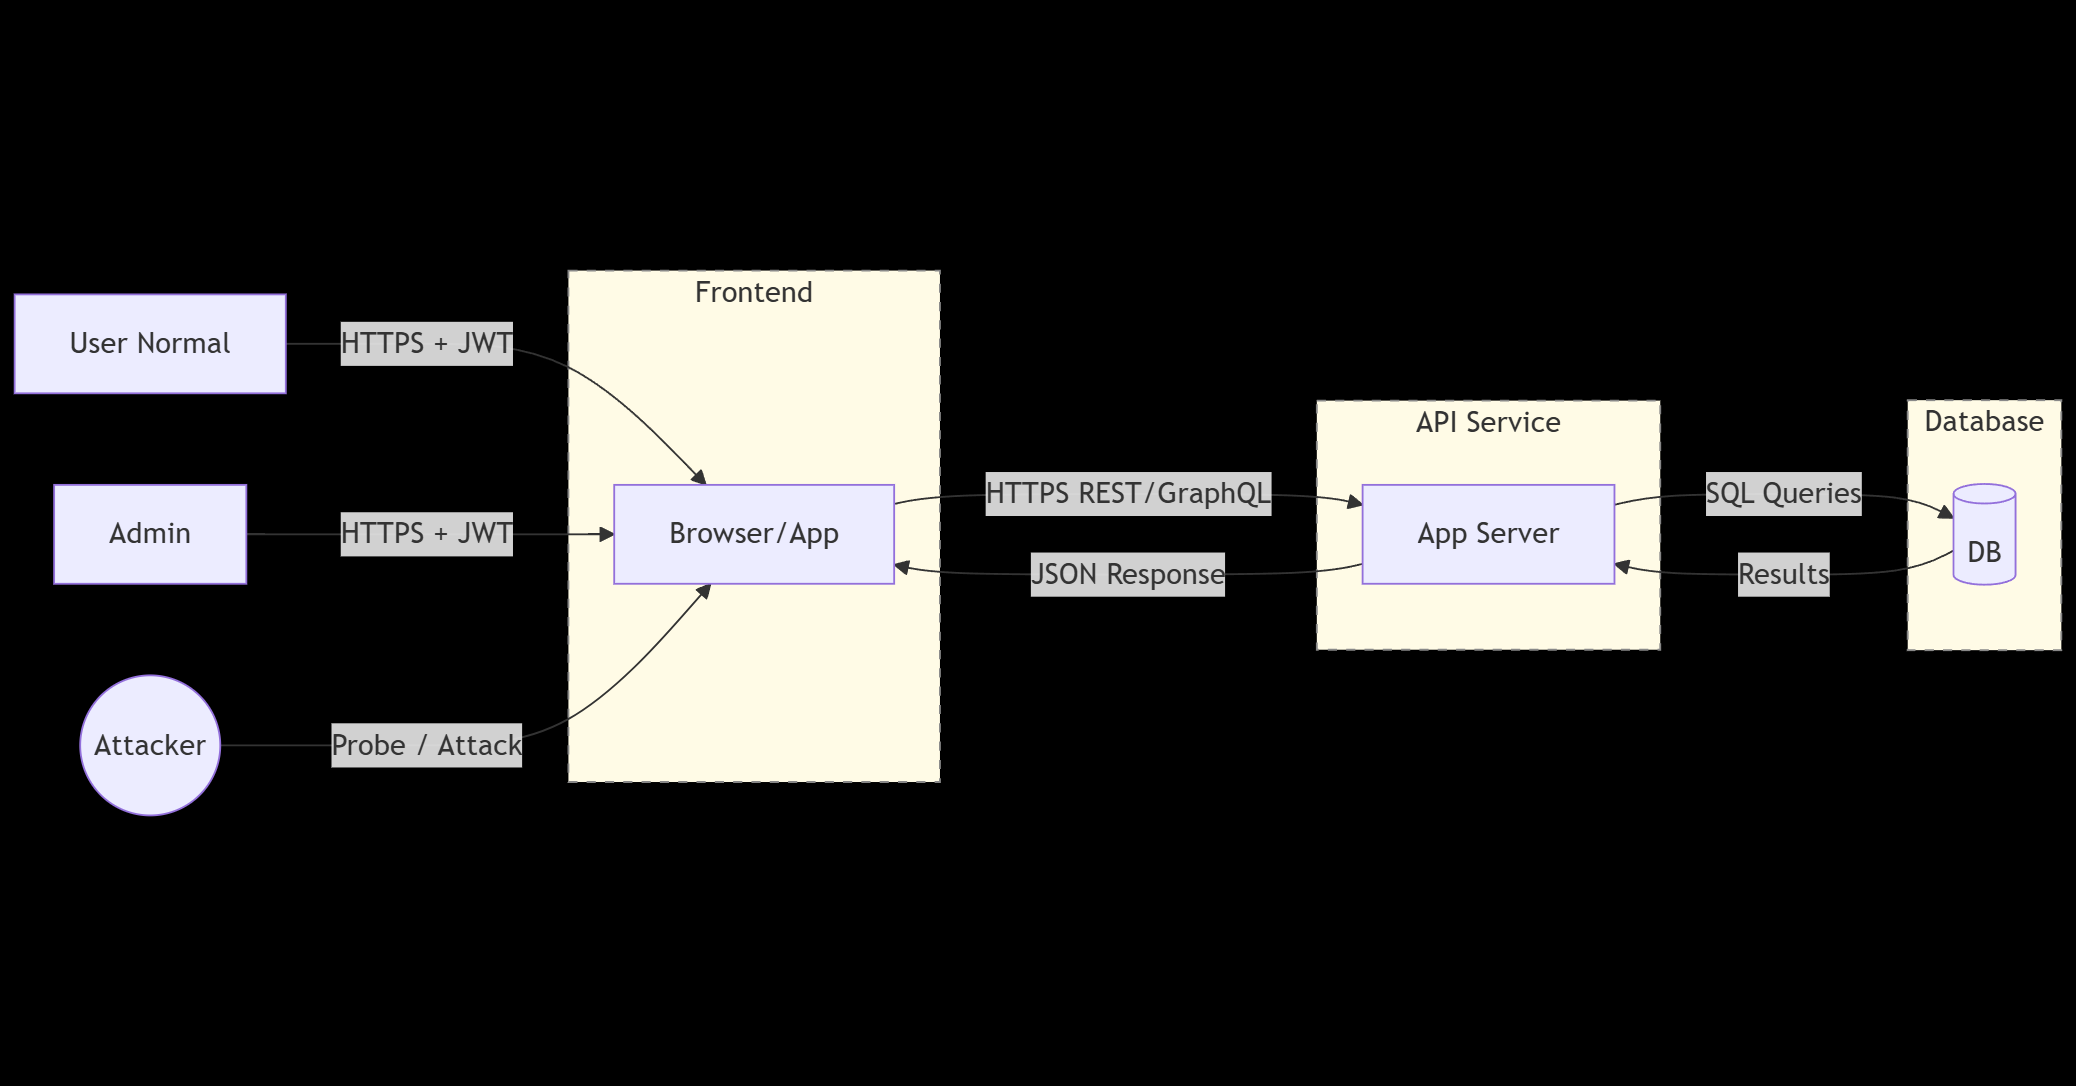 Frontend
User Normal
HTTPS + JWT
API Service
Database
Admin
HTTPS + JWT
Browser/App
HTTPS REST/GraphQL
App Server
SQL Queries
DB
JSON Response
Results
Attacker
Probe / Attack